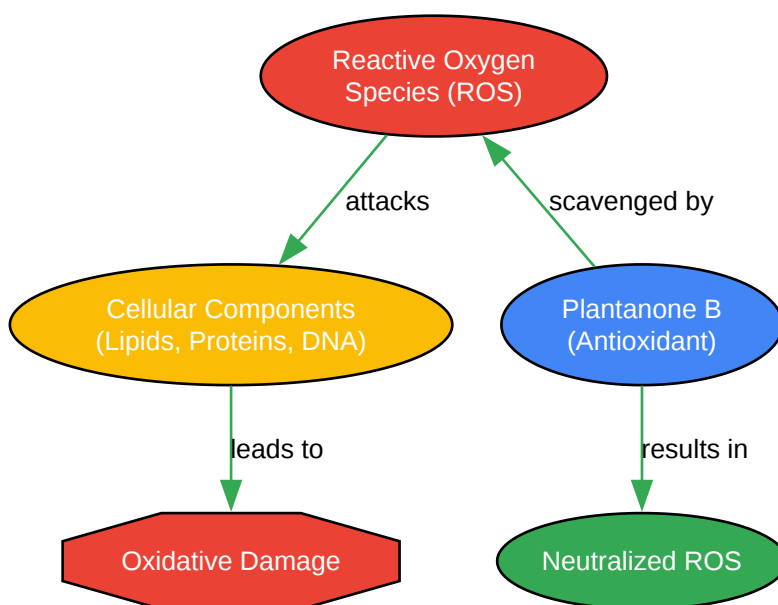 Reactive Oxygen
Species (ROS)
attacks
scavenged by
Cellular Components
(Lipids, Proteins, DNA)
Plantanone B
(Antioxidant)
leads to
results in
Oxidative Damage
Neutralized ROS